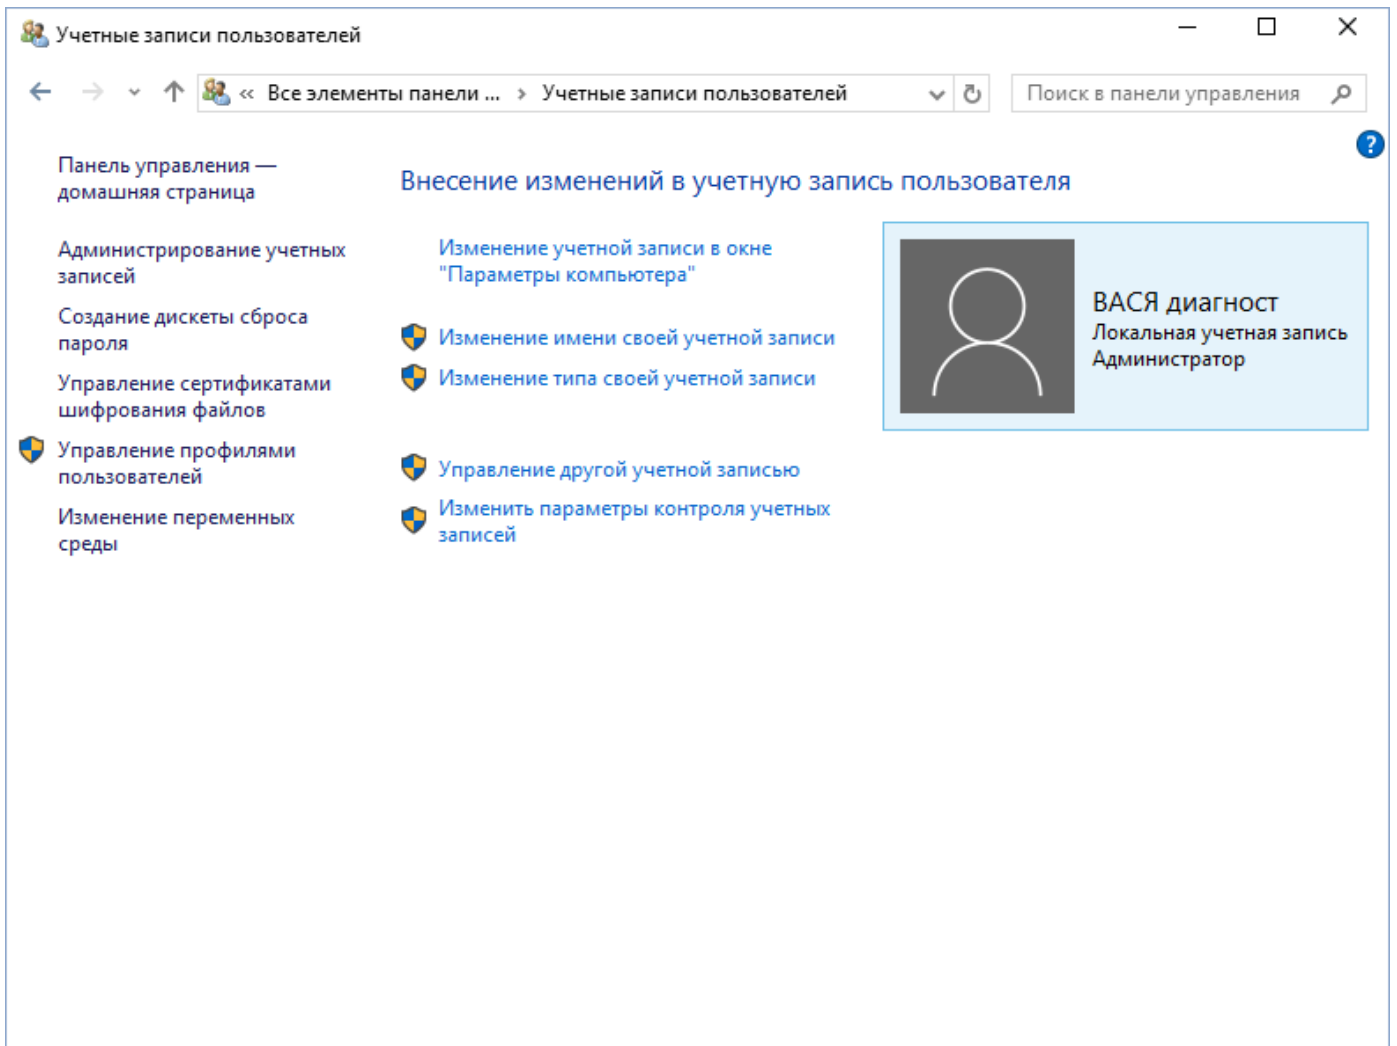 Учетные записи пользователей
« Все элементы панели ... › Учетные записи пользователей
Поиск в панели управления
?
Панель управления —
домашняя страница
Администрирование учетных
записей
Создание дискеты сброса
пароля
Управление сертификатами
шифрования файлов
Управление профилями
пользователей
Изменение переменных
среды
Внесение изменений в учетную запись пользователя
Изменение учетной записи в окне
"Параметры компьютера"
Изменение имени своей учетной записи
Изменение типа своей учетной записи
Управление другой учетной записью
Изменить параметры контроля учетных
записей
ВАСЯ диагност
Локальная учетная запись
Администратор